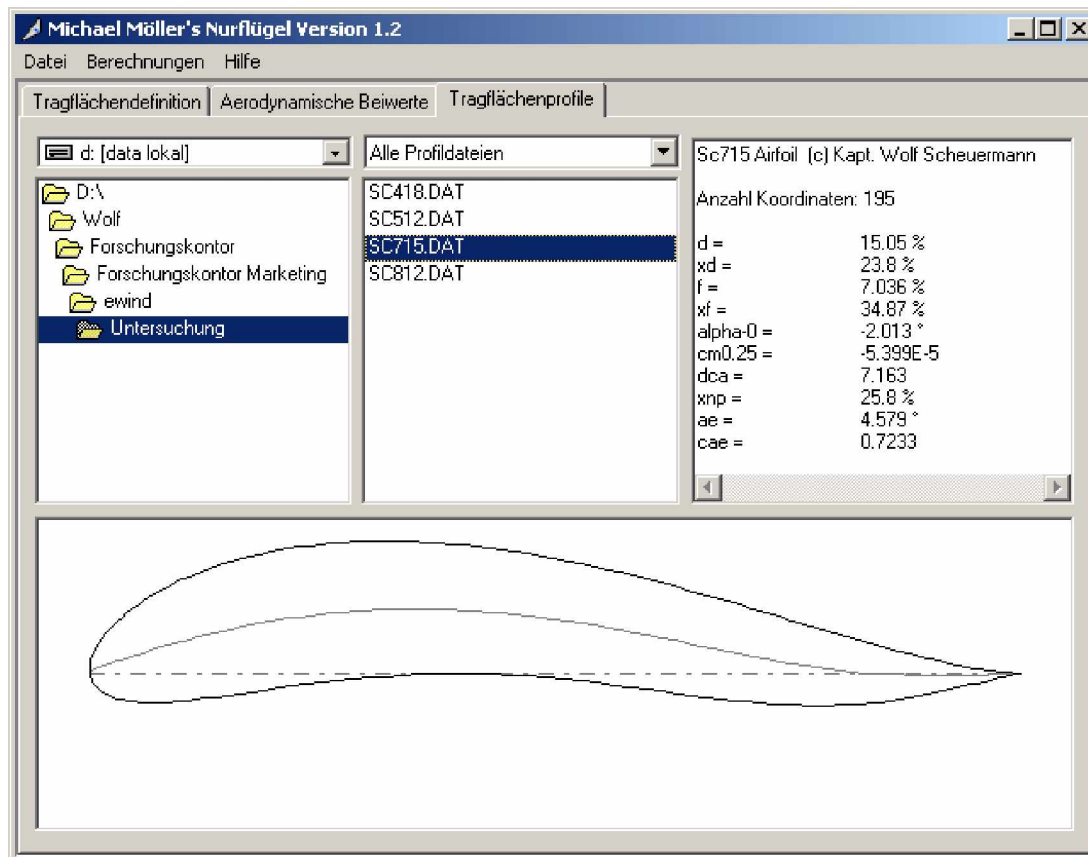 Michael Möller's Nurflügel Version 1.2
Datei Berechnungen Hilfe
Tragflächendefinition Aerodynamische Beiwerte Tragflächenprofile
d: [data lokal]
D:\
Wolf
Forschungskontor
Forschungskontor Marketing
ewind
Untersuchung
Alle Profildateien
SC418.DAT
SC512.DAT
SC715.DAT
SC812.DAT
Sc715 Airfoil (c) Kapt. Wolf Scheuermann
Anzahl Koordinaten: 195
d = 15.05 %
xd = 23.8 %
f = 7.036 %
xf = 34.87 %
alpha-0 = -2.013 °
cm0.25 = -5.399E-5
dca = 7.163
xnp = 25.8 %
ae = 4.579 °
cae = 0.7233